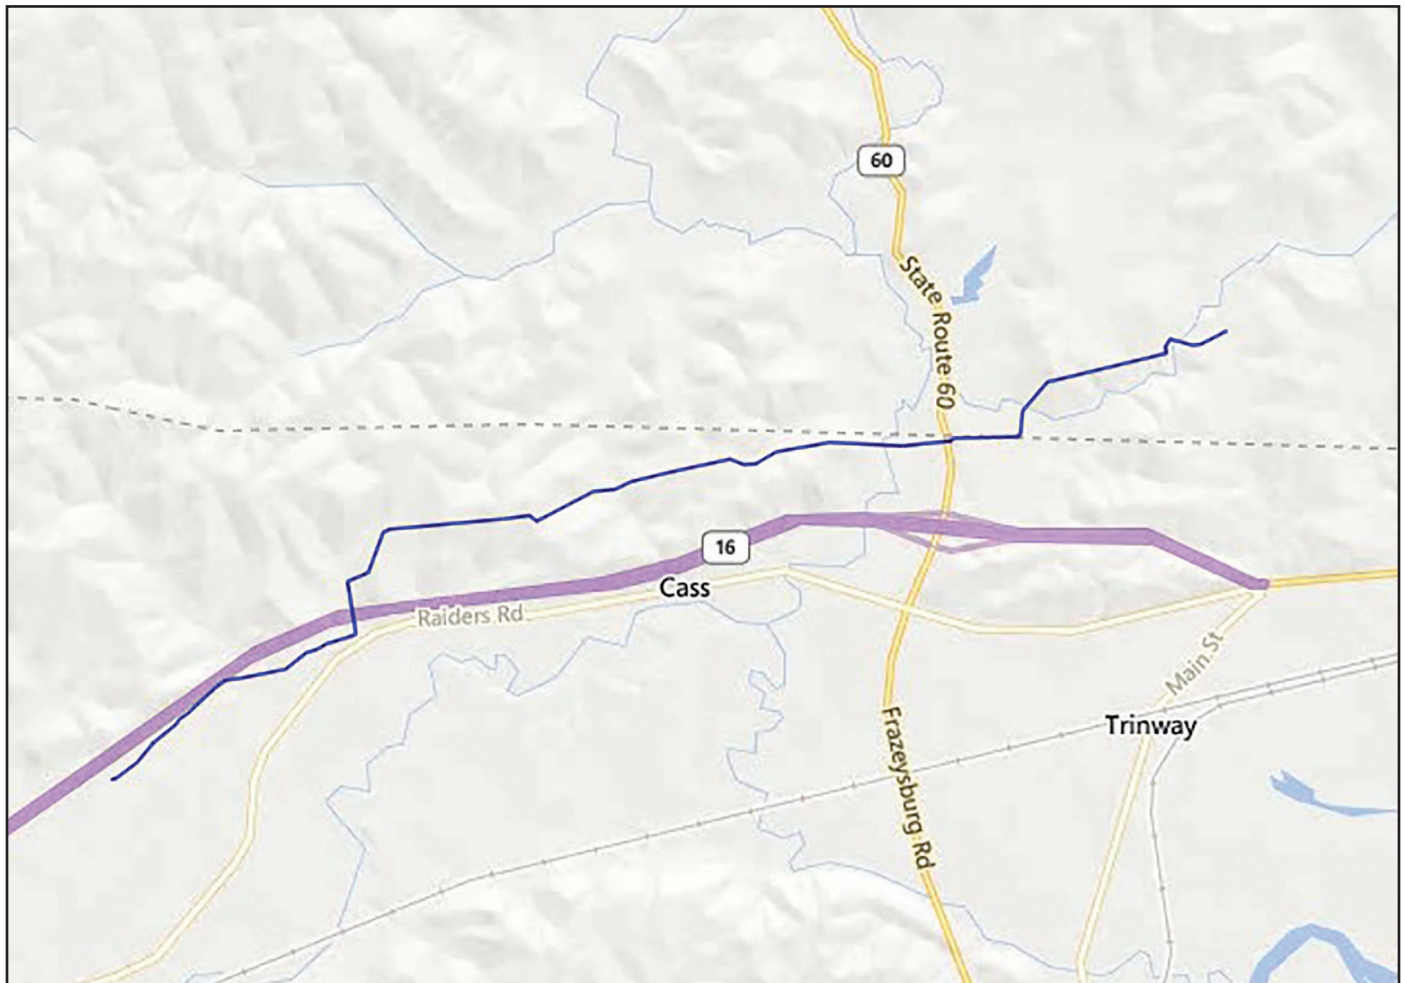 60
State Route 60
16
Cass
Raiders Rd
Main St
Trinway
Frazeysburg Rd